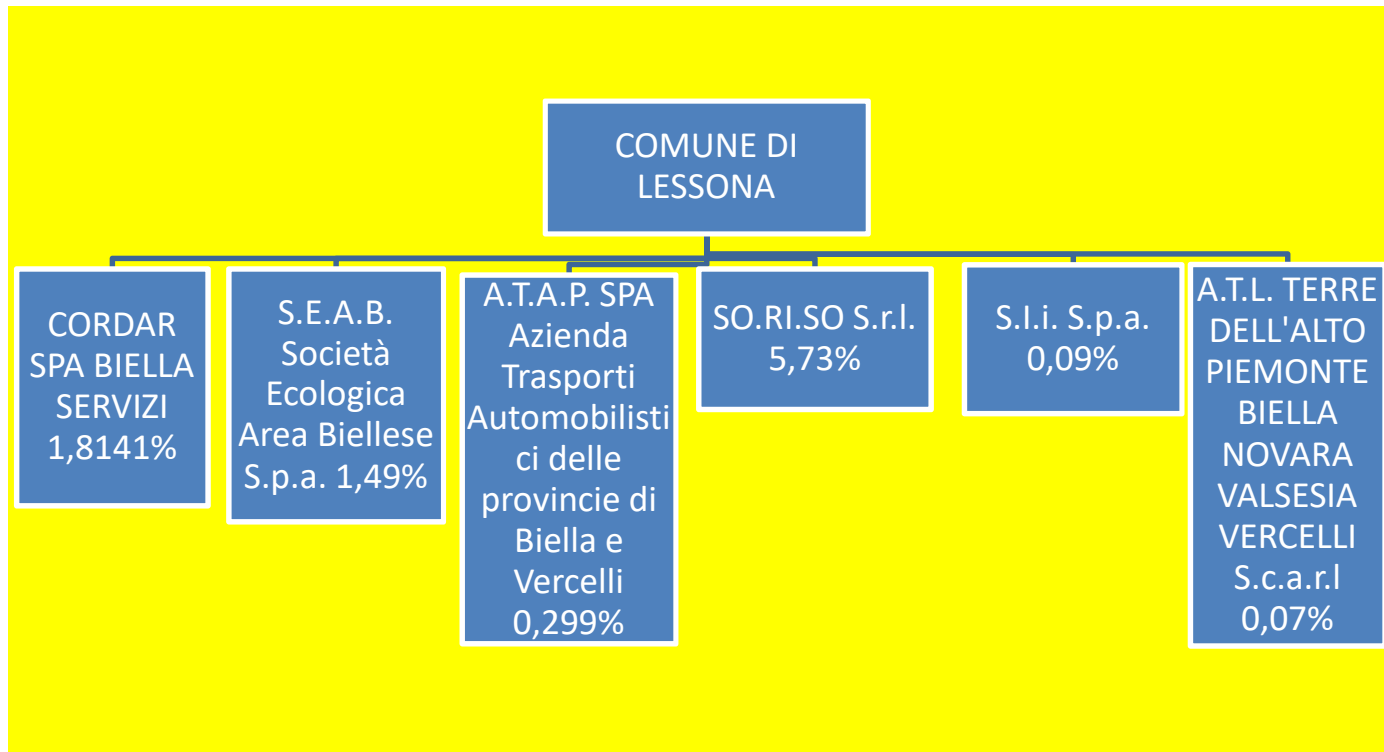 COMUNE DI
LESSONA
CORDAR
SPA BIELLA
SERVIZI
1,8141%
S.E.A.B.
Società
Ecologica
Area Biellese
S.p.a. 1,49%
A.T.A.P. SPA
Azienda
Trasporti
Automobilisti
ci delle
provincie di
Biella e
Vercelli
0,299%
SO.RI.SO S.r.l.
5,73%
S.I.i. S.p.a.
0,09%
A.T.L. TERRE
DELL'ALTO
PIEMONTE
BIELLA
NOVARA
VALSESIA
VERCELLI
S.c.a.r.l
0,07%